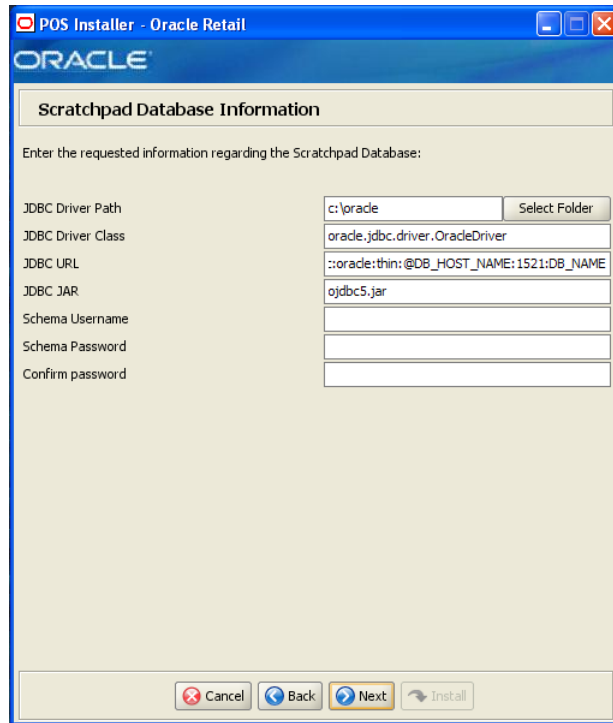 POS Installer - Oracle Retail
ORACLE
Scratchpad Database Information
Enter the requested information regarding the Scratchpad Database:
JDBC Driver Path c:\oracle Select Folder
JDBC Driver Class oracle.jdbc.driver.OracleDriver
JDBC URL ::oracle:thin:@DB_HOST_NAME:1521:DB_NAME
JDBC JAR ojdbc5.jar
Schema Username
Schema Password
Confirm password
Cancel Back Next Install